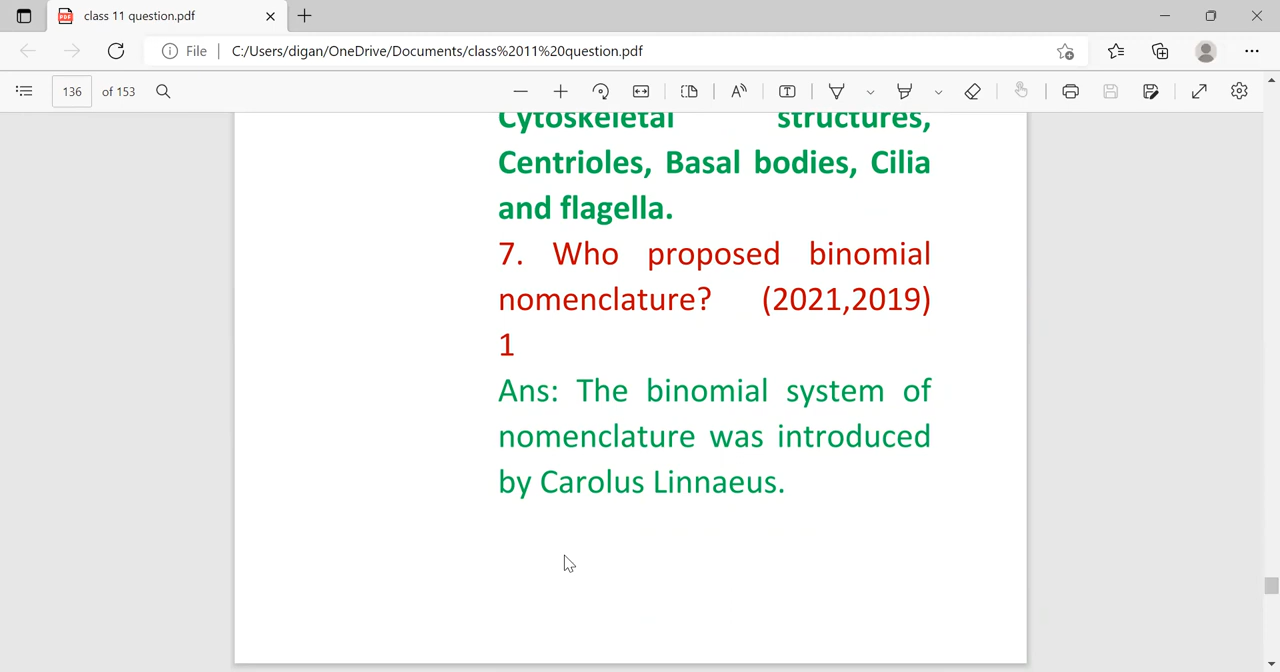 class 11 question.pdf
File C:/Users/digan/OneDrive/Documents/class%2011%20question.pdf
136 of 153
Cytoskeletal structures,
Centrioles, Basal bodies, Cilia
and flagella.
7. Who proposed binomial
nomenclature? (2021,2019)
1
Ans: The binomial system of
nomenclature was introduced
by Carolus Linnaeus.